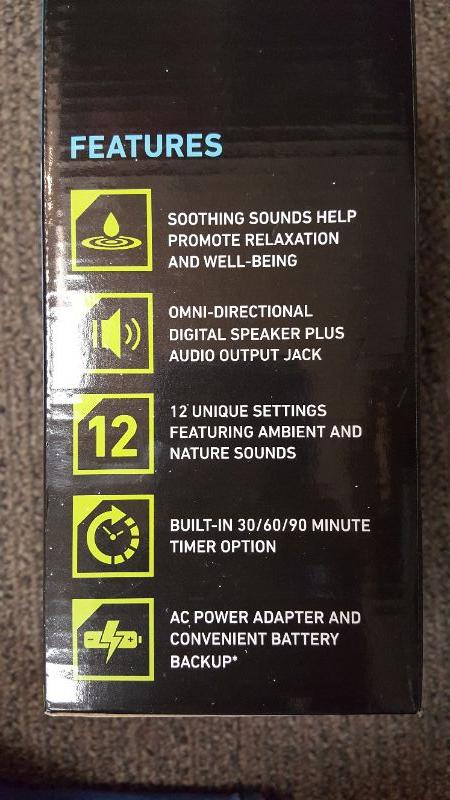 FEATURES
SOOTHING SOUNDS HELP
PROMOTE RELAXATION
AND WELL-BEING
OMNI-DIRECTIONAL
DIGITAL SPEAKER PLUS
AUDIO OUTPUT JACK
12
12 UNIQUE SETTINGS
FEATURING AMBIENT AND
NATURE SOUNDS
BUILT-IN 30/60/90 MINUTE
TIMER OPTION
AC POWER ADAPTER AND
CONVENIENT BATTERY
BACKUP*